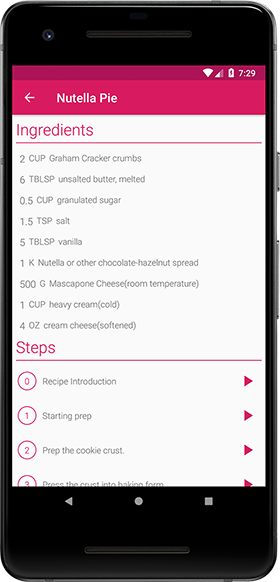 7:29
Nutella Pie
Ingredients
2 CUP Graham Cracker crumbs
6 TBLSP unsalted butter, melted
0.5 CUP granulated sugar
1.5 TSP salt
5 TBLSP vanilla
1 K Nutella or other chocolate-hazelnut spread
500 G Mascapone Cheese(room temperature)
1 CUP heavy cream(cold)
4 OZ cream cheese(softened)
Steps
0 Recipe Introduction
1 Starting prep
2 Prep the cookie crust.
3 Press the crust into baking form